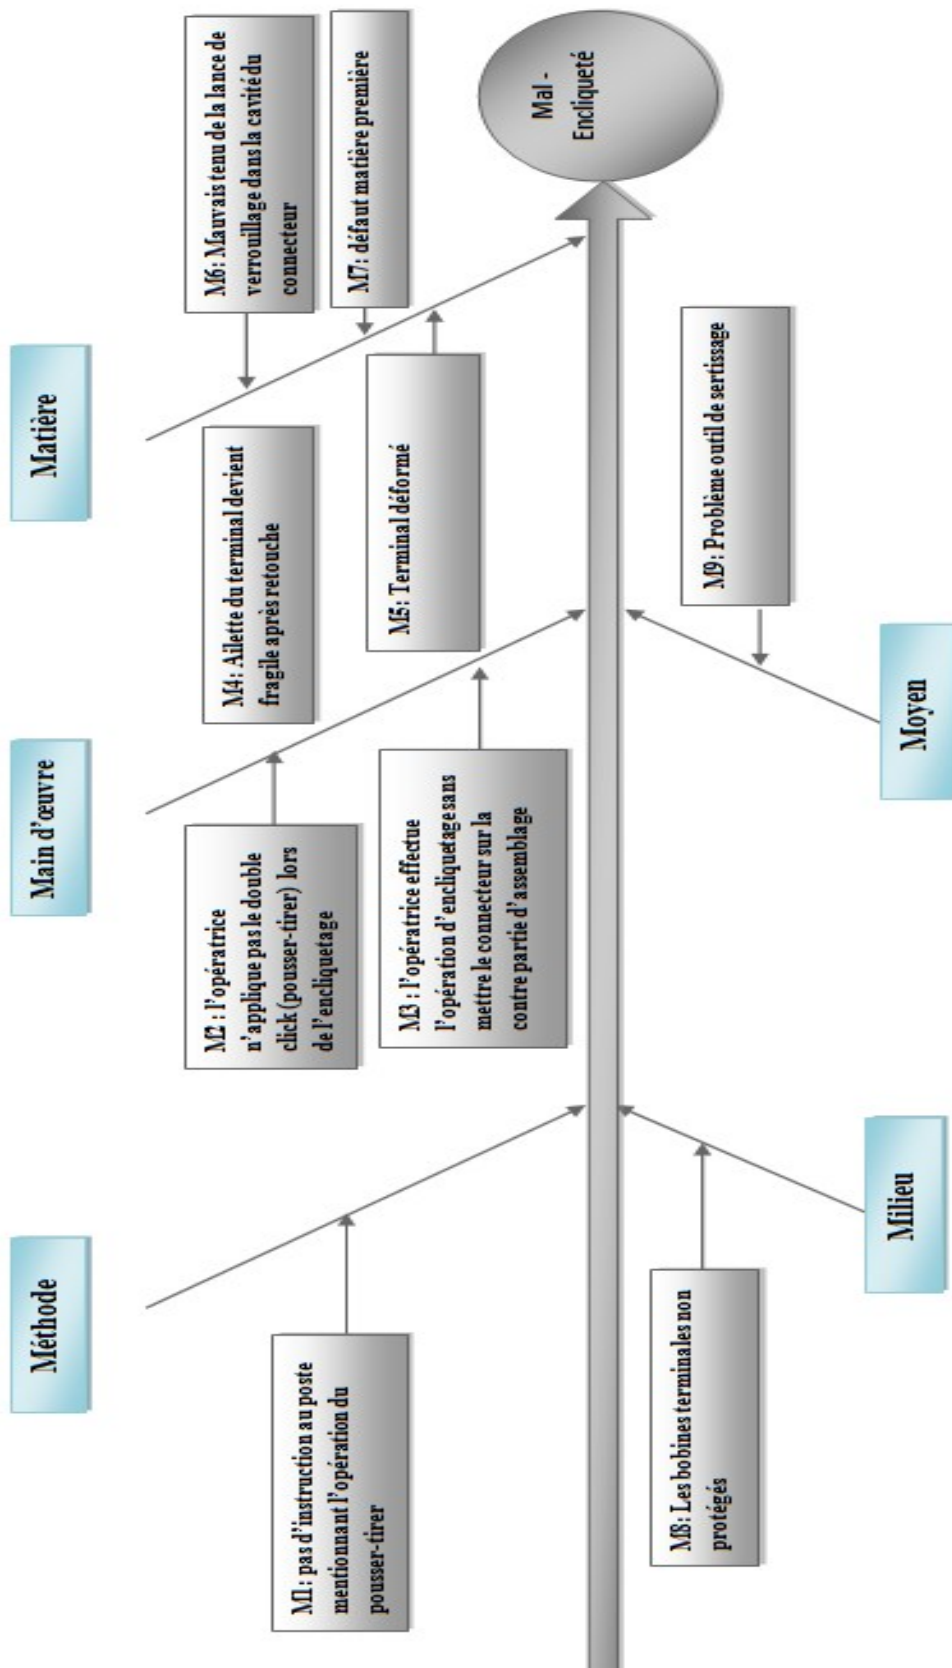 Méthode
Main d'œuvre
Matière
M1: pas d'instruction au poste
mentionnant l'opération du
pousser-tirer
M2 : l'opératrice
n'applique pas le double
click (pousser-tirer) lors
de l'encliquetage
M3 : l'opératrice effectue
l'opération d'encliquetage sans
mettre le connecteur sur la
contre partie d'assemblage
M4: Ailette du terminal devient
fragile après retouche
M5: Terminal déformé
M6: Mauvais tenu de la lance de
verrouillage dans la cavité du
connecteur
M7: défaut matière première
Mal -
Encliqueté
M8: Les bobines terminales non
protégés
M9: Problème outil de sertissage
Milieu
Moyen